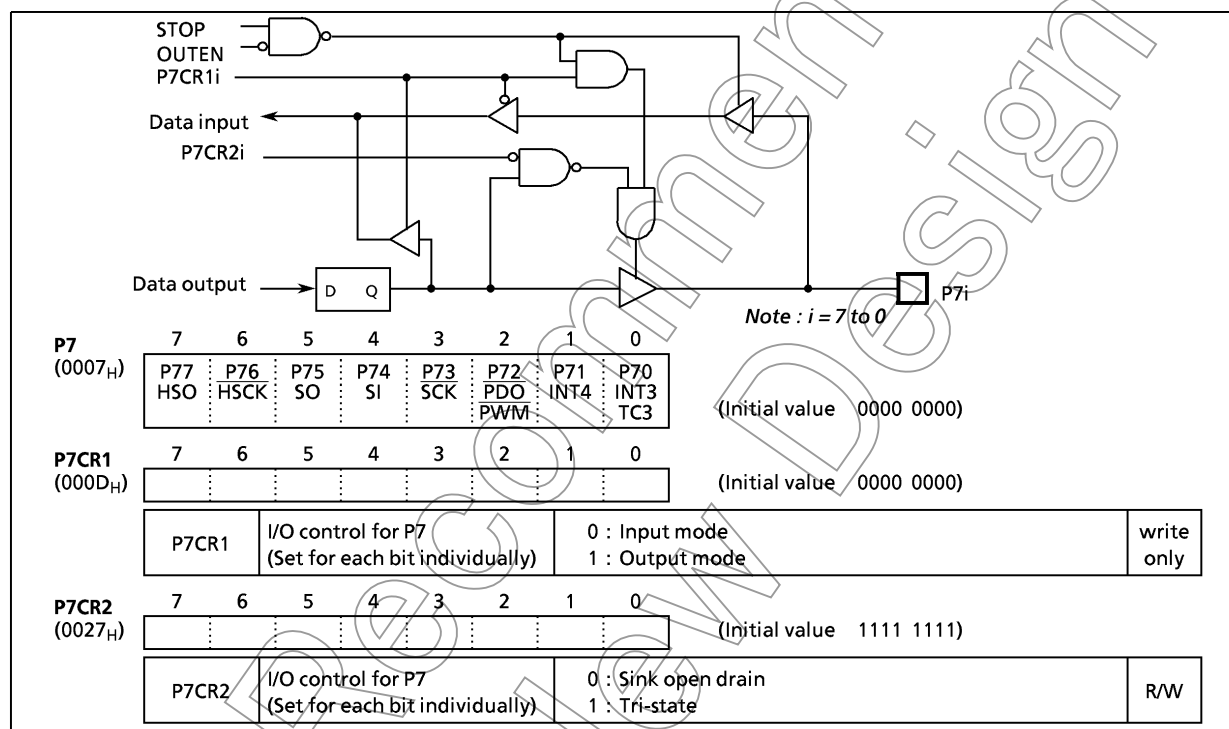 STOP
OUTEN
P7CR1i
Data input
P7CR2i
Data output
D Q
P7i
Note : i = 7 to 0
P7
(0007H)
7 6 5 4 3 2 1 0
P77 P76 P75 P74 P73 P72 P71 P70
HSO HSCK SO SI SCK PDO INT4 INT3
PWM TC3
(Initial value 0000 0000)
P7CR1
(000DH)
7 6 5 4 3 2 1 0
(Initial value 0000 0000)
P7CR1
I/O control for P7
(Set for each bit individually)
0 : Input mode
1 : Output mode
write
only
P7CR2
(0027H)
7 6 5 4 3 2 1 0
(Initial value 1111 1111)
P7CR2
I/O control for P7
(Set for each bit individually)
0 : Sink open drain
1 : Tri-state
R/W
Recommen
ew Design